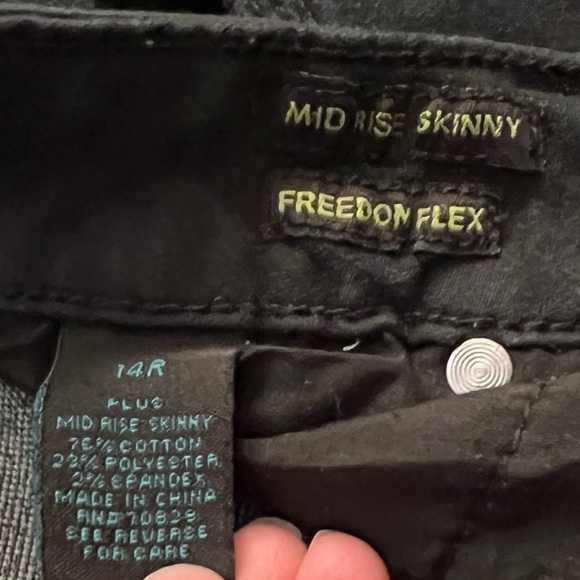 MID RISE SKINNY
FREEDOM FLEX
14R
PLUS
MID RISE SKINNY
75% COTTON
23% POLYESTER
2% SPANDEX
MADE IN CHINA
RN# 70829
SEE REVERSE
FOR CARE